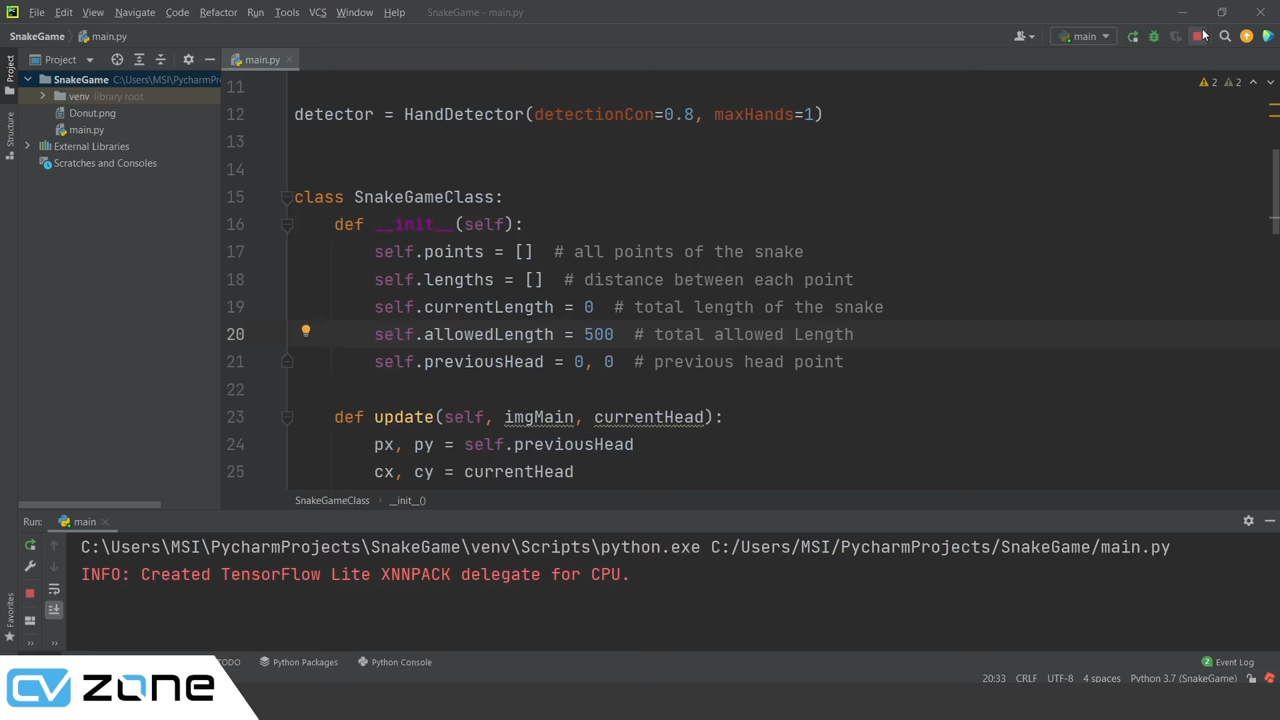 File Edit View Navigate Code Refactor Run Tools VCS Window Help SnakeGame - main.py
SnakeGame main.py main
Project main.py
Project
Structure
Favorites
SnakeGame C:\Users\MSI\PycharmPr
venv library root
Donut.png
main.py
External Libraries
Scratches and Consoles
2 2
11
12 detector = HandDetector(detectionCon=0.8, maxHands=1)
13
14
15 class SnakeGameClass:
16 def __init__(self):
17 self.points = [] # all points of the snake
18 self.lengths = [] # distance between each point
19 self.currentLength = 0 # total length of the snake
20 self.allowedLength = 500 # total allowed Length
21 self.previousHead = 0, 0 # previous head point
22
23 def update(self, imgMain, currentHead):
24 px, py = self.previousHead
25 cx, cy = currentHead
SnakeGameClass __init__()
Run: main
C:\Users\MSI\PycharmProjects\SnakeGame\venv\Scripts\python.exe C:/Users/MSI/PycharmProjects/SnakeGame/main.py
INFO: Created TensorFlow Lite XNNPACK delegate for CPU.
TODO Python Packages Python Console 2 Event Log
20:33 CRLF UTF-8 4 spaces Python 3.7 (SnakeGame)
CV ZONE